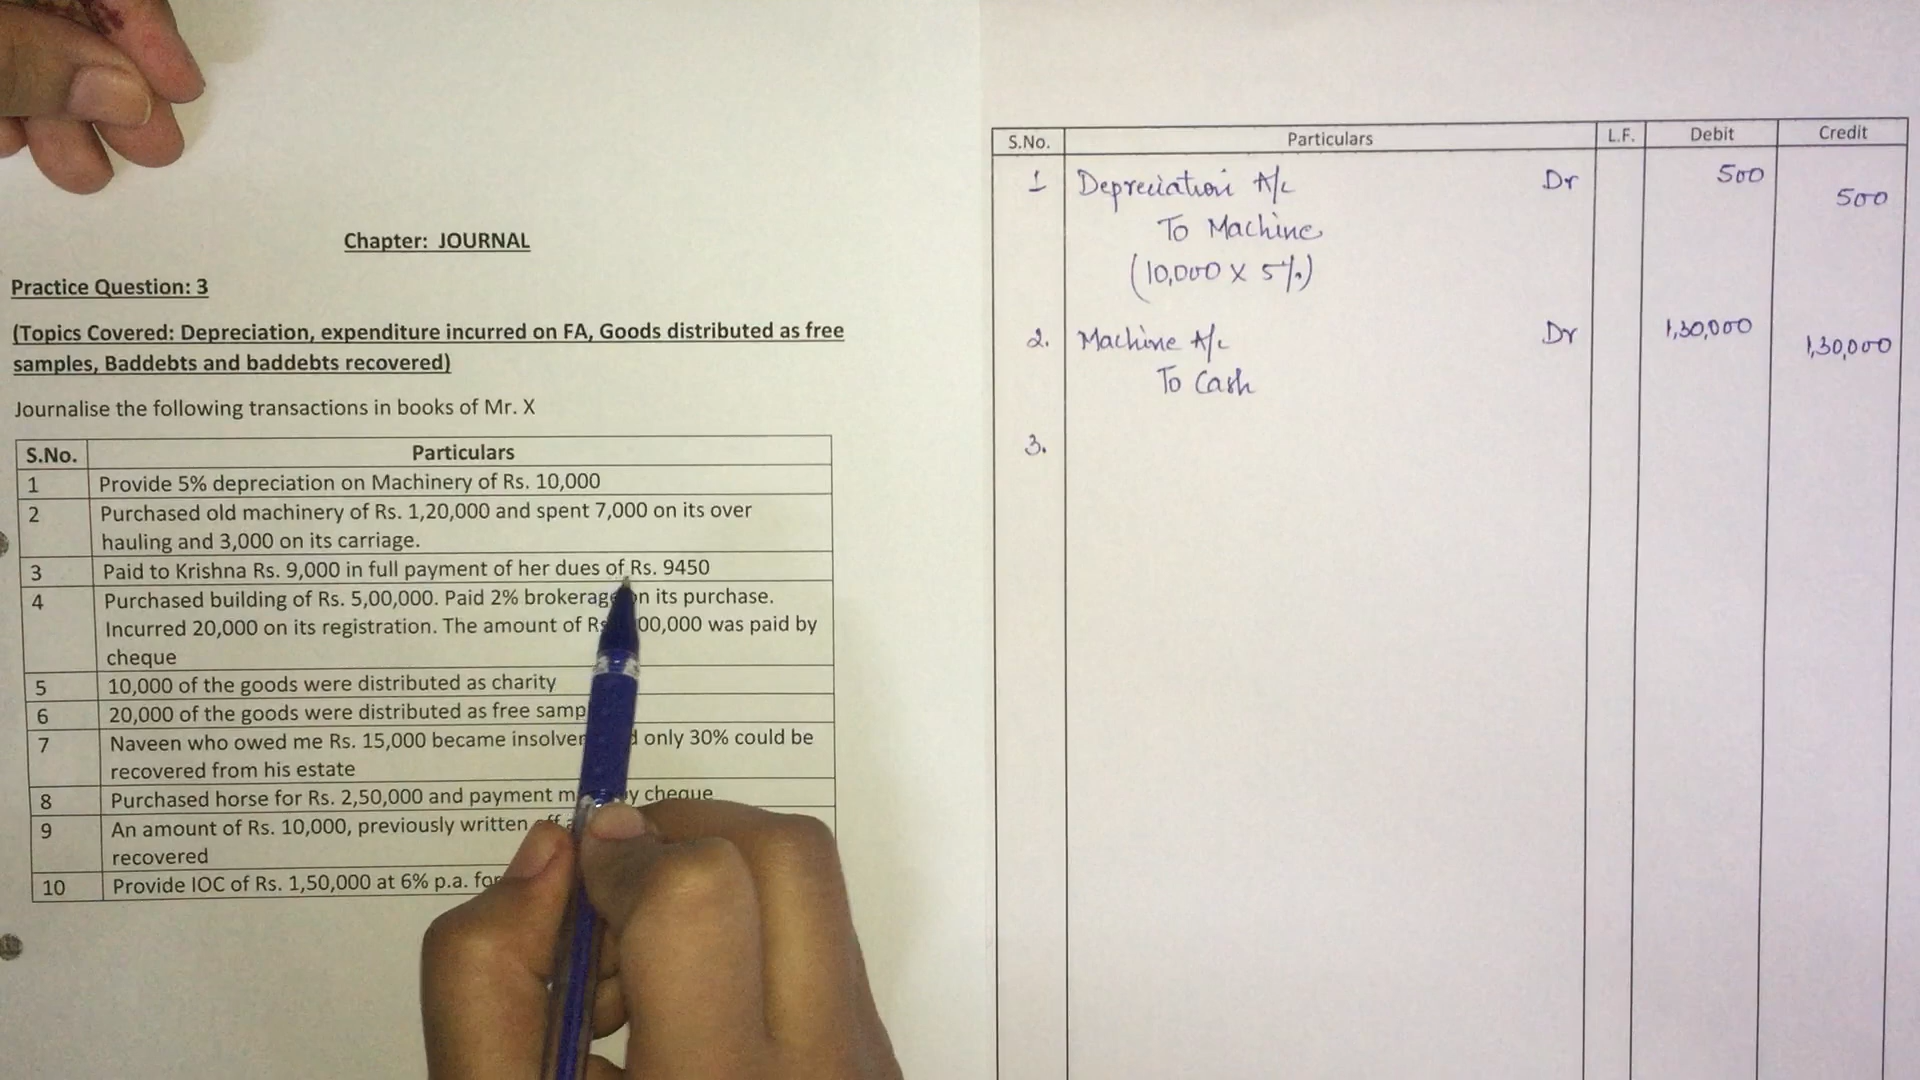 Chapter: JOURNAL
Practice Question: 3
(Topics Covered: Depreciation, expenditure incurred on FA, Goods distributed as free
samples, Baddebts and baddebts recovered)
Journalise the following transactions in books of Mr. X
S.No. Particulars
1 Provide 5% depreciation on Machinery of Rs. 10,000
2 Purchased old machinery of Rs. 1,20,000 and spent 7,000 on its over
hauling and 3,000 on its carriage.
3 Paid to Krishna Rs. 9,000 in full payment of her dues of Rs. 9450
4 Purchased building of Rs. 5,00,000. Paid 2% brokerage on its purchase.
Incurred 20,000 on its registration. The amount of 00,000 was paid by
cheque
5 10,000 of the goods were distributed as charity
6 20,000 of the goods were distributed as free
7 Naveen who owed me Rs. 15,000 became only 30% could be
recovered from his estate
8 Purchased horse for Rs. 2,50,000 and payment cheque
9 An amount of Rs. 10,000, previously written
recovered
10 Provide IOC of Rs. 1,50,000 at 6% p.a.
S.No. Particulars L.F. Debit Credit
1 Depreciation A/c Dr 500
500
To Machine
(10,000 X 5%)
2. Machine A/c Dr 1,30,000
1,30,000
To Cash
3.